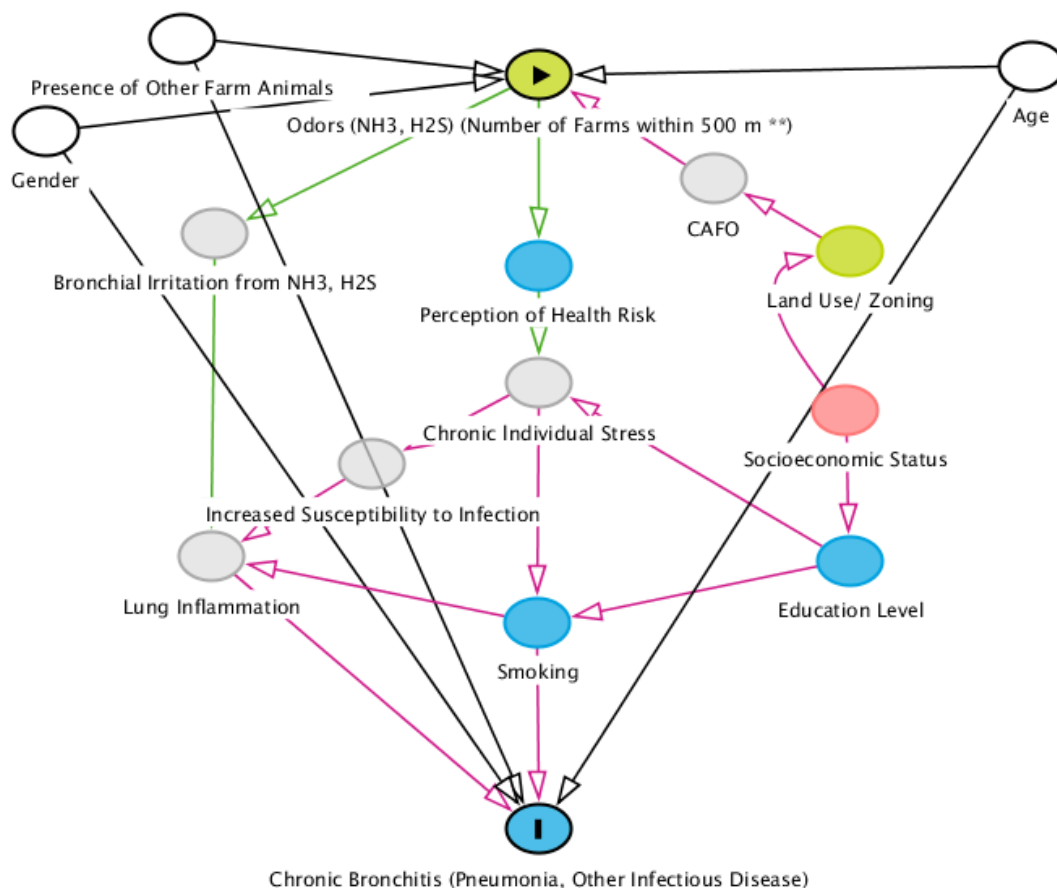 Presence of Other Farm Animals
Age
Odors (NH3, H2S) (Number of Farms within 500 m **)
Gender
CAFO
Bronchial Irritation from NH3, H2S
Land Use/ Zoning
Perception of Health Risk
Chronic Individual Stress
Socioeconomic Status
Increased Susceptibility to Infection
Lung Inflammation
Education Level
Smoking
Chronic Bronchitis (Pneumonia, Other Infectious Disease)